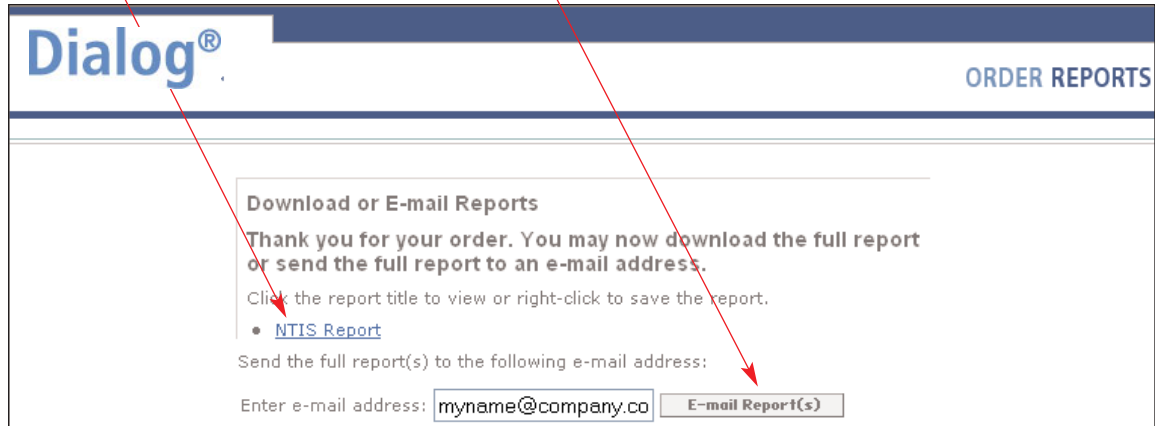 Dialog®.
ORDER REPORTS
Download or E-mail Reports
Thank you for your order. You may now download the full report
or send the full report to an e-mail address.
Click the report title to view or right-click to save the report.
• NTIS Report
Send the full report(s) to the following e-mail address:
Enter e-mail address: myname@company.co E-mail Report(s)